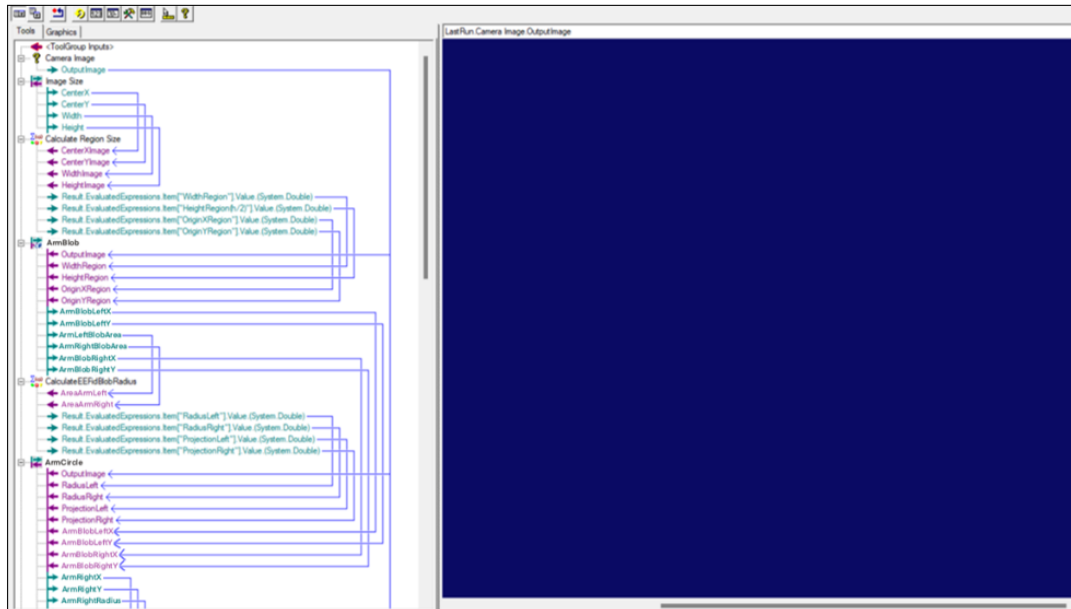 Tools
Graphics
LastRun.Camera Image.OutputImage
<ToolGroup Inputs>
Camera Image
OutputImage
Image Size
CenterX
CenterY
Width
Height
Calculate Region Size
CenterXImage
CenterYImage
WidthImage
HeightImage
Result.EvaluatedExpressions.Item["WidthRegion"].Value.(System.Double)
Result.EvaluatedExpressions.Item["HeightRegion(h/2)"].Value.(System.Double)
Result.EvaluatedExpressions.Item["OriginXRegion"].Value.(System.Double)
Result.EvaluatedExpressions.Item["OriginYRegion"].Value.(System.Double)
ArmBlob
OutputImage
WidthRegion
HeightRegion
OriginXRegion
OriginYRegion
ArmBlobLeftX
ArmBlobLeftY
ArmLeftBlobArea
ArmRightBlobArea
ArmBlobRightX
ArmBlobRightY
CalculateEEFidBlobRadius
AreaArmLeft
AreaArmRight
Result.EvaluatedExpressions.Item["RadiusLeft"].Value.(System.Double)
Result.EvaluatedExpressions.Item["RadiusRight"].Value.(System.Double)
Result.EvaluatedExpressions.Item["ProjectionLeft"].Value.(System.Double)
Result.EvaluatedExpressions.Item["ProjectionRight"].Value.(System.Double)
ArmCircle
OutputImage
RadiusLeft
RadiusRight
ProjectionLeft
ProjectionRight
ArmBlobLeftX
ArmBlobLeftY
ArmBlobRightX
ArmBlobRightY
ArmRightX
ArmRightY
ArmRightRadius